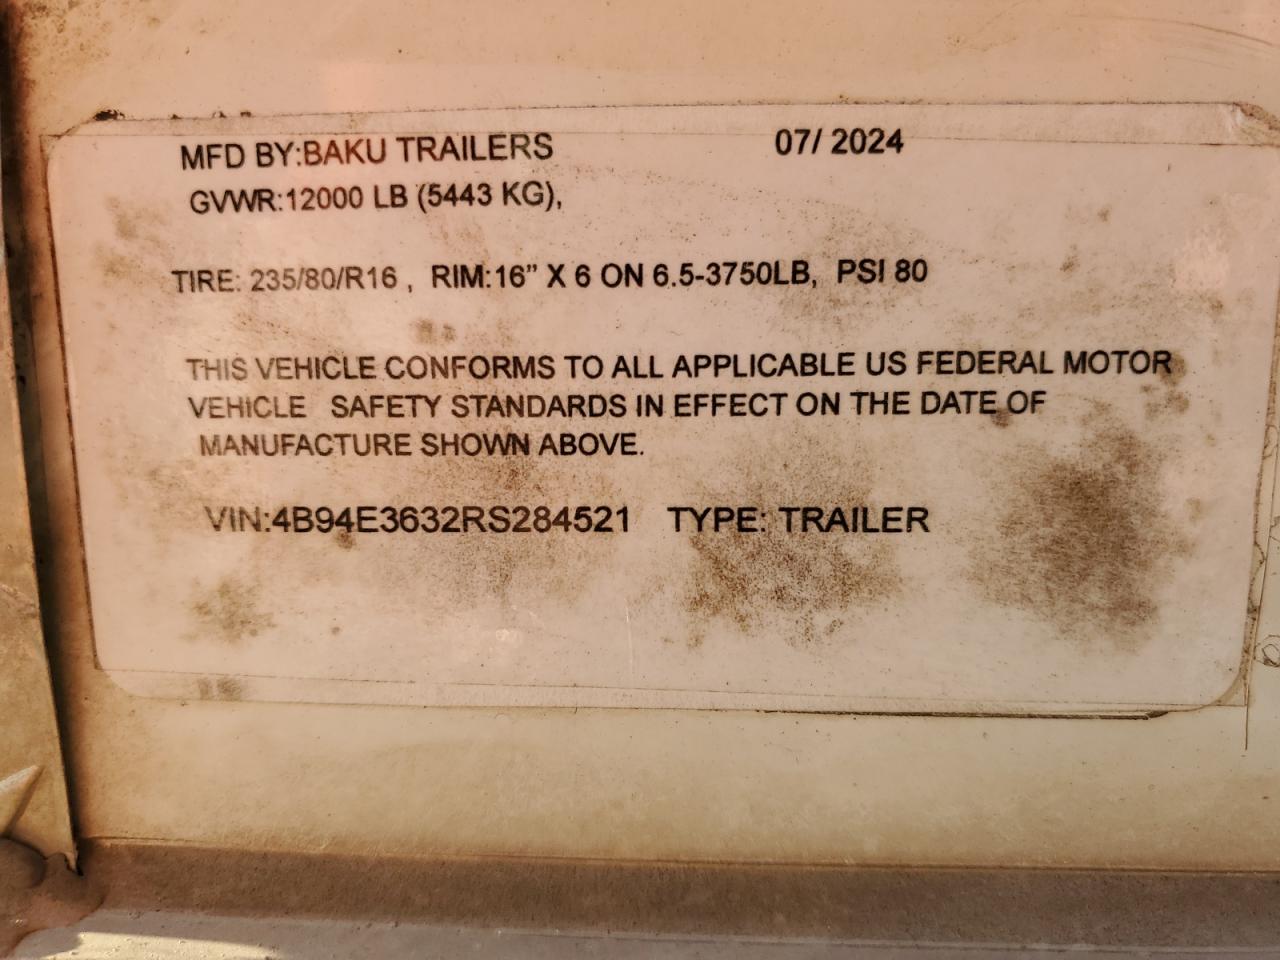 MFD BY:BAKU TRAILERS 07/ 2024
GVWR:12000 LB (5443 KG),
TIRE: 235/80/R16 , RIM:16” X 6 ON 6.5-3750LB, PSI 80
THIS VEHICLE CONFORMS TO ALL APPLICABLE US FEDERAL MOTOR
VEHICLE SAFETY STANDARDS IN EFFECT ON THE DATE OF
MANUFACTURE SHOWN ABOVE.
VIN:4B94E3632RS284521 TYPE: TRAILER